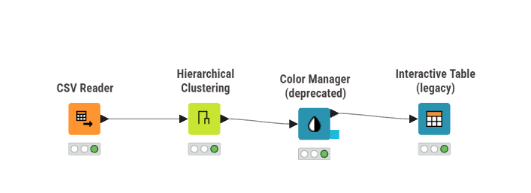 CSV Reader
Hierarchical
Clustering
Color Manager
(deprecated)
Interactive Table
(legacy)